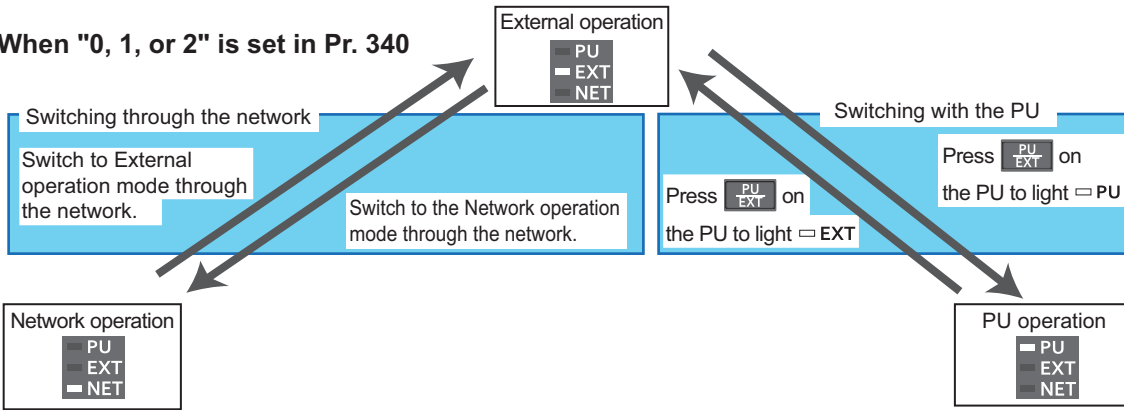 When "0, 1, or 2" is set in Pr. 340
External operation
PU
EXT
NET
Switching through the network
Switch to External
operation mode through
the network.
Switch to the Network operation
mode through the network.
Switching with the PU
Press PU/EXT on
the PU to light EXT
Press PU/EXT on
the PU to light PU
Network operation
PU
EXT
NET
PU operation
PU
EXT
NET